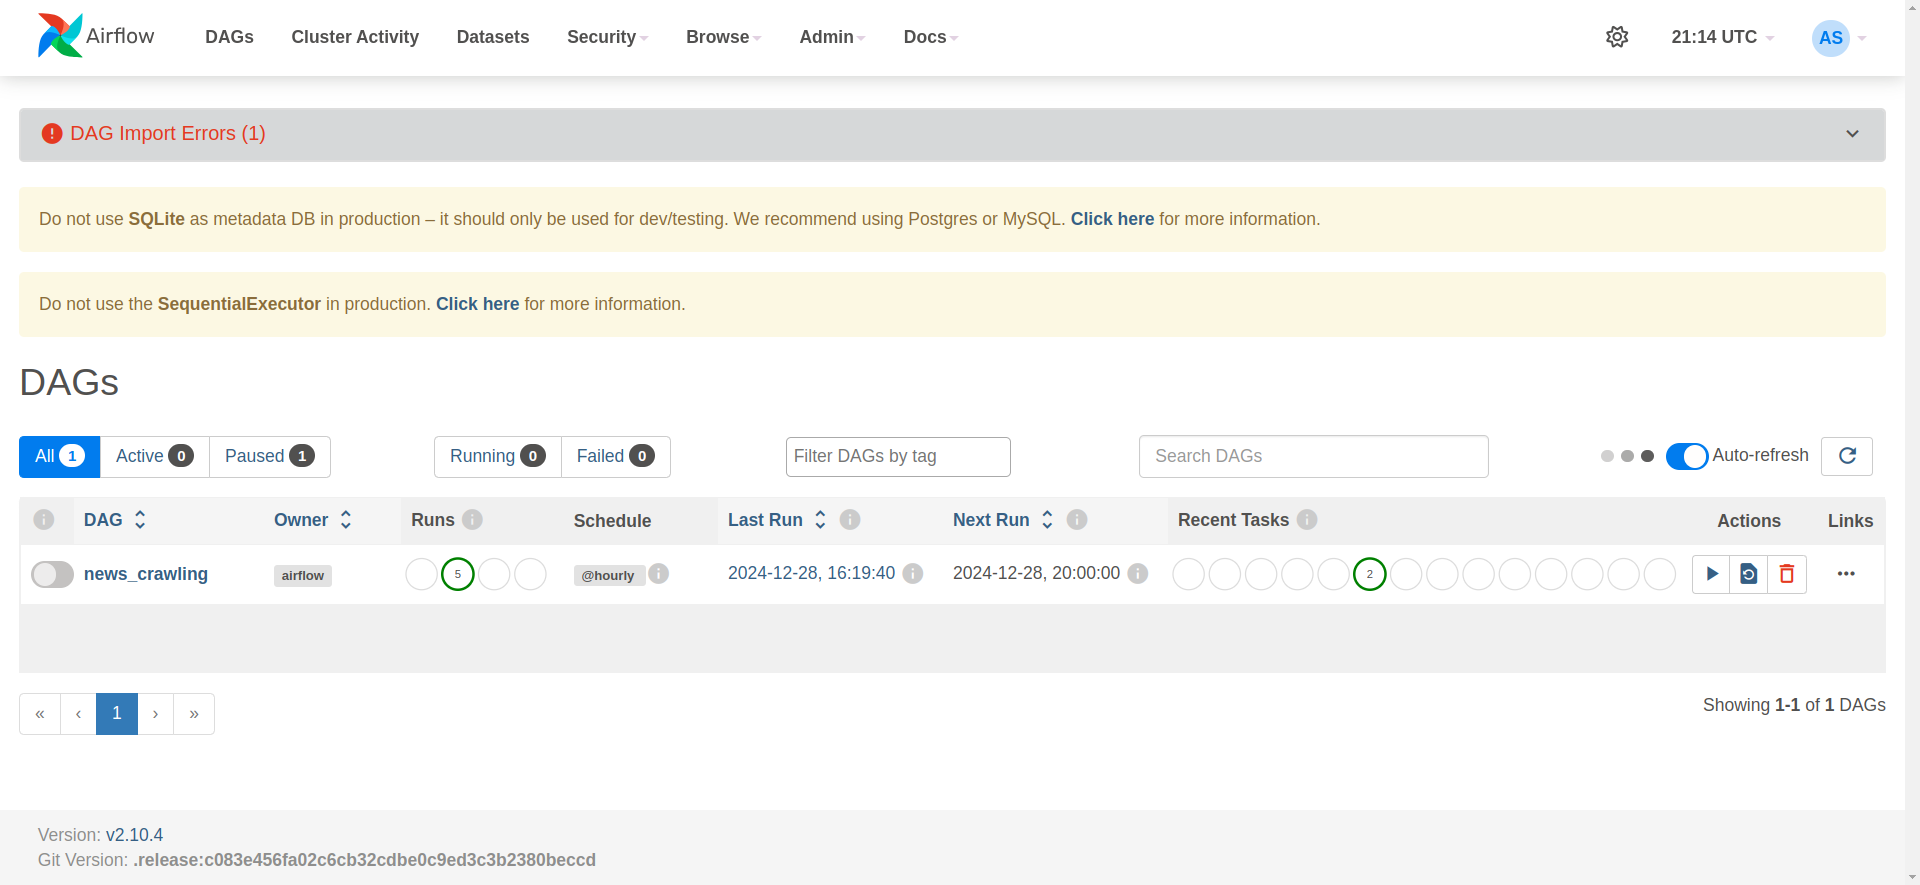 Airflow DAGs Cluster Activity Datasets Security Browse Admin Docs 21:14 UTC AS
DAG Import Errors (1)
Do not use SQLite as metadata DB in production – it should only be used for dev/testing. We recommend using Postgres or MySQL. Click here for more information.
Do not use the SequentialExecutor in production. Click here for more information.
DAGs
All 1 Active 0 Paused 1 Running 0 Failed 0 Filter DAGs by tag Search DAGs Auto-refresh
DAG Owner Runs Schedule Last Run Next Run Recent Tasks Actions Links
news_crawling airflow 5 @hourly 2024-12-28, 16:19:40 2024-12-28, 20:00:00 2
« ‹ 1 › » Showing 1-1 of 1 DAGs
Version: v2.10.4
Git Version: .release:c083e456fa02c6cb32cdbe0c9ed3c3b2380beccd